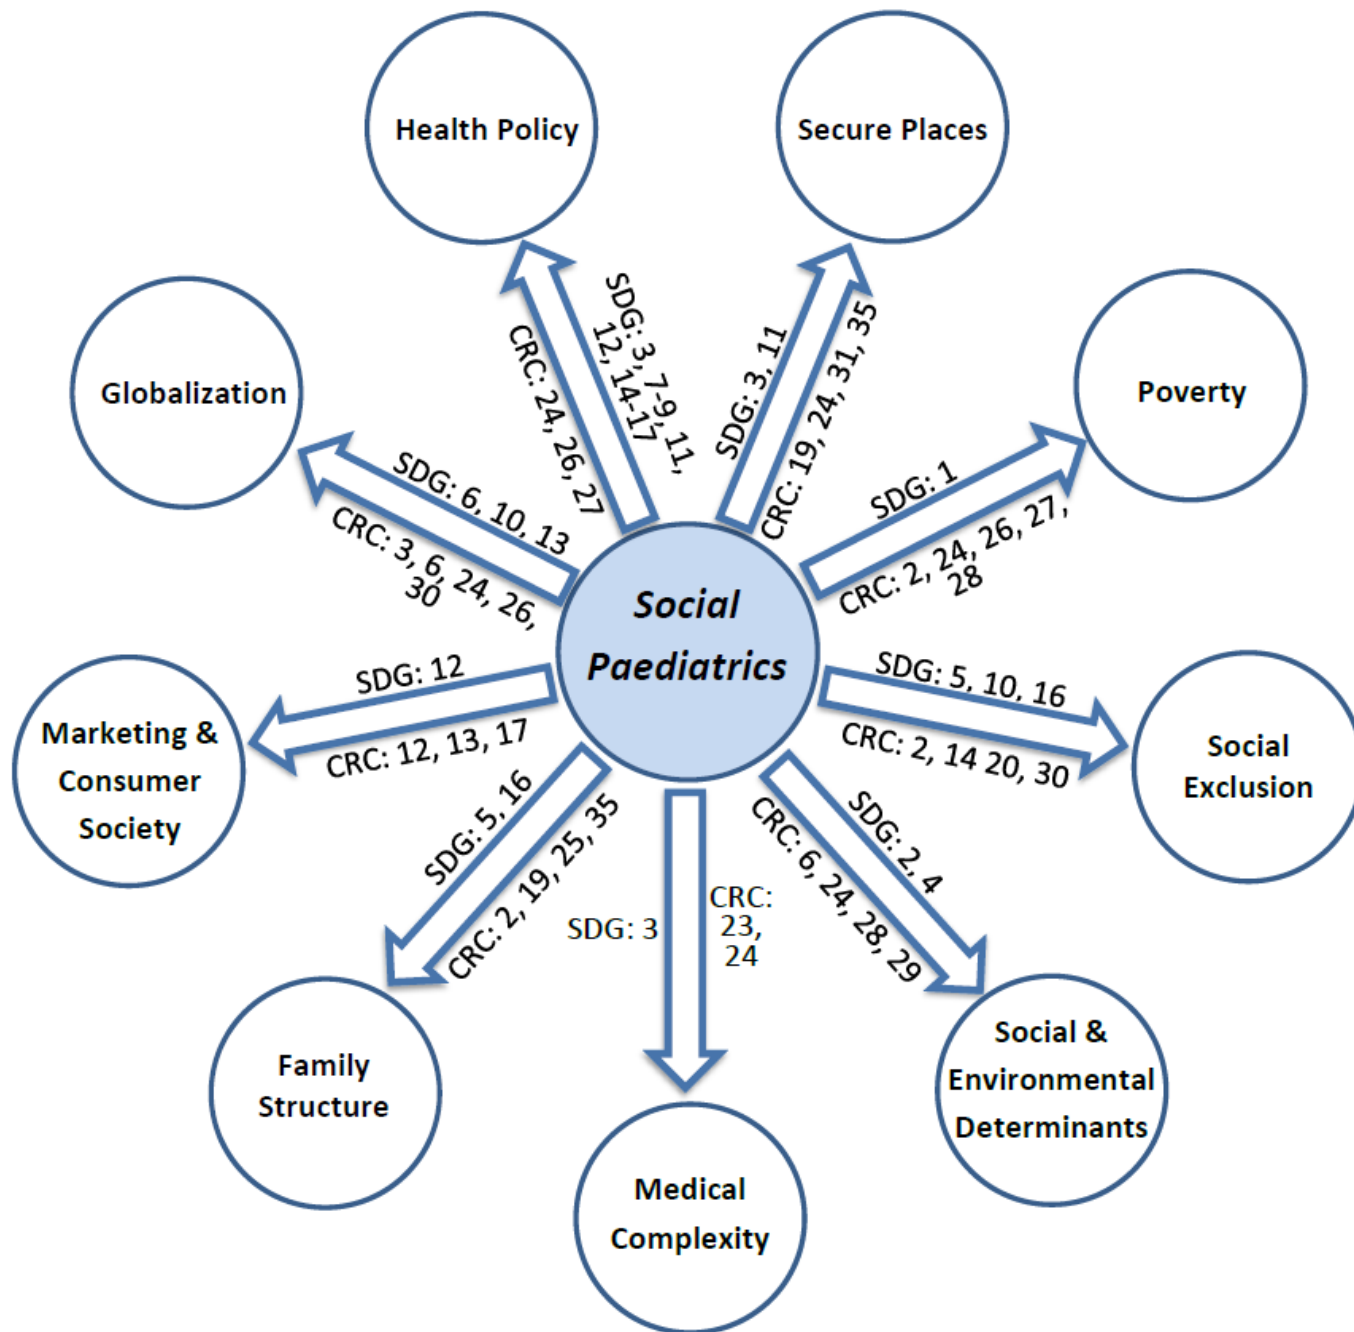 Health Policy
Secure Places
SDG: 3, 7-9, 11,
12, 14-17
CRC: 24, 26, 27
SDG: 3, 11
CRC: 19, 24, 31, 35
Globalization
Poverty
SDG: 6, 10, 13
CRC: 3, 6, 24, 26,
30
SDG: 1
CRC: 2, 24, 26, 27,
28
Social
Paediatrics
Marketing &
Consumer
Society
SDG: 12
CRC: 12, 13, 17
SDG: 5, 10, 16
CRC: 2, 14 20, 30
Social
Exclusion
SDG: 5, 16
CRC: 2, 19, 25, 35
SDG: 3
CRC:
23,
24
SDG: 2, 4
CRC: 6, 24, 28, 29
Family
Structure
Medical
Complexity
Social &
Environmental
Determinants